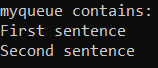 myqueue contains:
First sentence
Second sentence